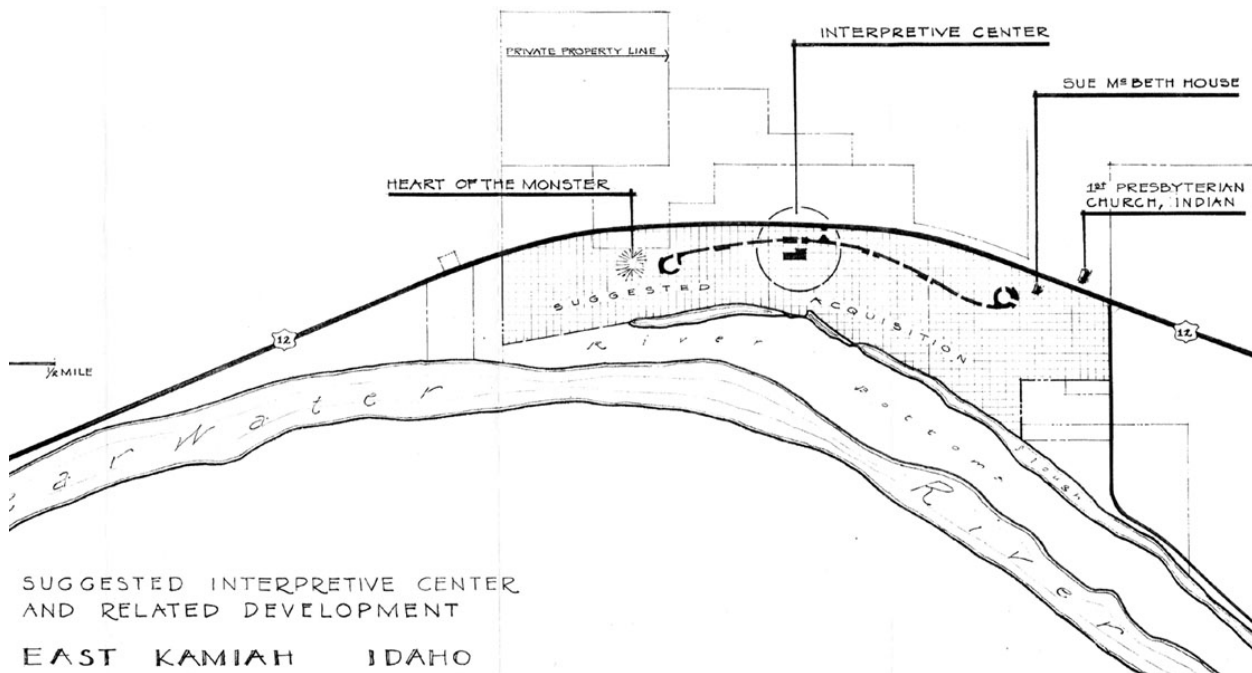 INTERPRETIVE CENTER
PRIVATE PROPERTY LINE
SUE McBETH HOUSE
HEART OF THE MONSTER
1ST PRESBYTERIAN
CHURCH, INDIAN
SUGGESTED
ACQUISITION
12
12
1/2 MILE
River
Bottoms
Slough
earWater
River
SUGGESTED INTERPRETIVE CENTER
AND RELATED DEVELOPMENT
EAST KAMIAH IDAHO